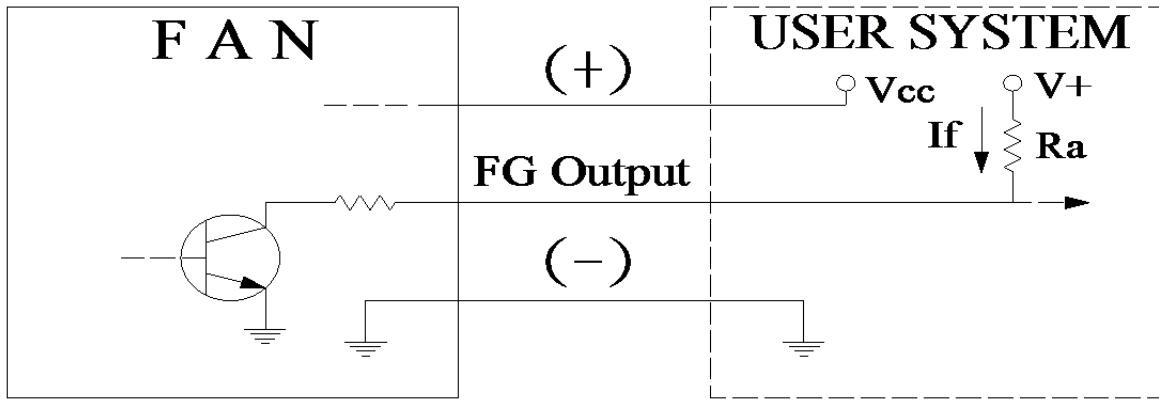 F A N
USER SYSTEM
(+)
Vcc
V+
If
Ra
FG Output
(-)